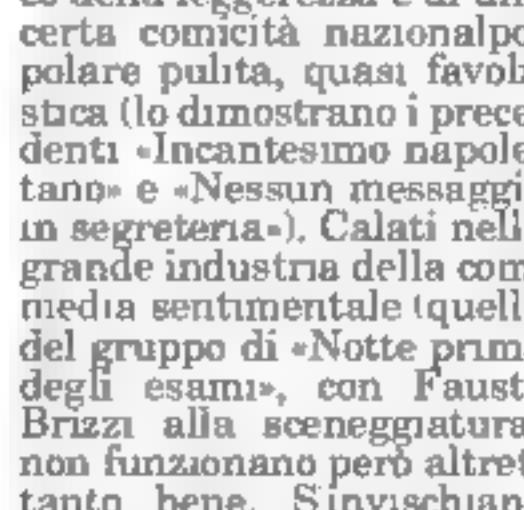 certa comicità nazionalpo
polare pulita, quasi favoli
stica (lo dimostrano i prece
denti «Incantesimo napole
tano» e «Nessun messaggi
in segreteria»). Calati nell
grande industria della com
media sentimentale (quell
del gruppo di «Notte prim
degli esami», con Faust
Brizzi alla sceneggiatura
non funzionano però altret
tanto bene. S'invischian